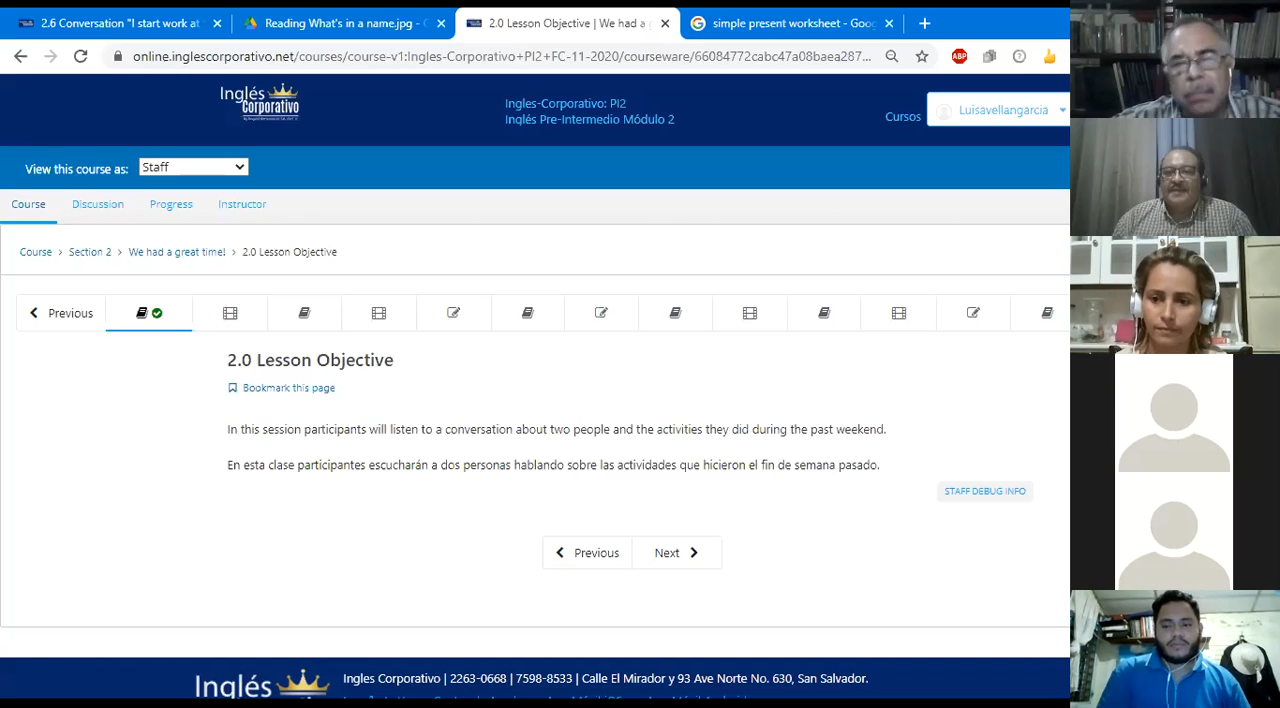 2.6 Conversation "I start work at
Reading What's in a name.jpg - G
2.0 Lesson Objective | We had a g
simple present worksheet - Goog
online.inglescorporativo.net/courses/course-v1:Ingles-Corporativo+PI2+FC-11-2020/courseware/66084772cabc47a08baea287...
ABP
Inglés
Corporativo
Ingles-Corporativo: PI2
Inglés Pre-Intermedio Módulo 2
Cursos
Luisavellangarcia
View this course as:
Staff
Course
Discussion
Progress
Instructor
Course > Section 2 > We had a great time! > 2.0 Lesson Objective
Previous
2.0 Lesson Objective
Bookmark this page
In this session participants will listen to a conversation about two people and the activities they did during the past weekend.
En esta clase participantes escucharán a dos personas hablando sobre las actividades que hicieron el fin de semana pasado.
STAFF DEBUG INFO
Previous
Next
Inglés
Ingles Corporativo | 2263-0668 | 7598-8533 | Calle El Mirador y 93 Ave Norte No. 630, San Salvador.